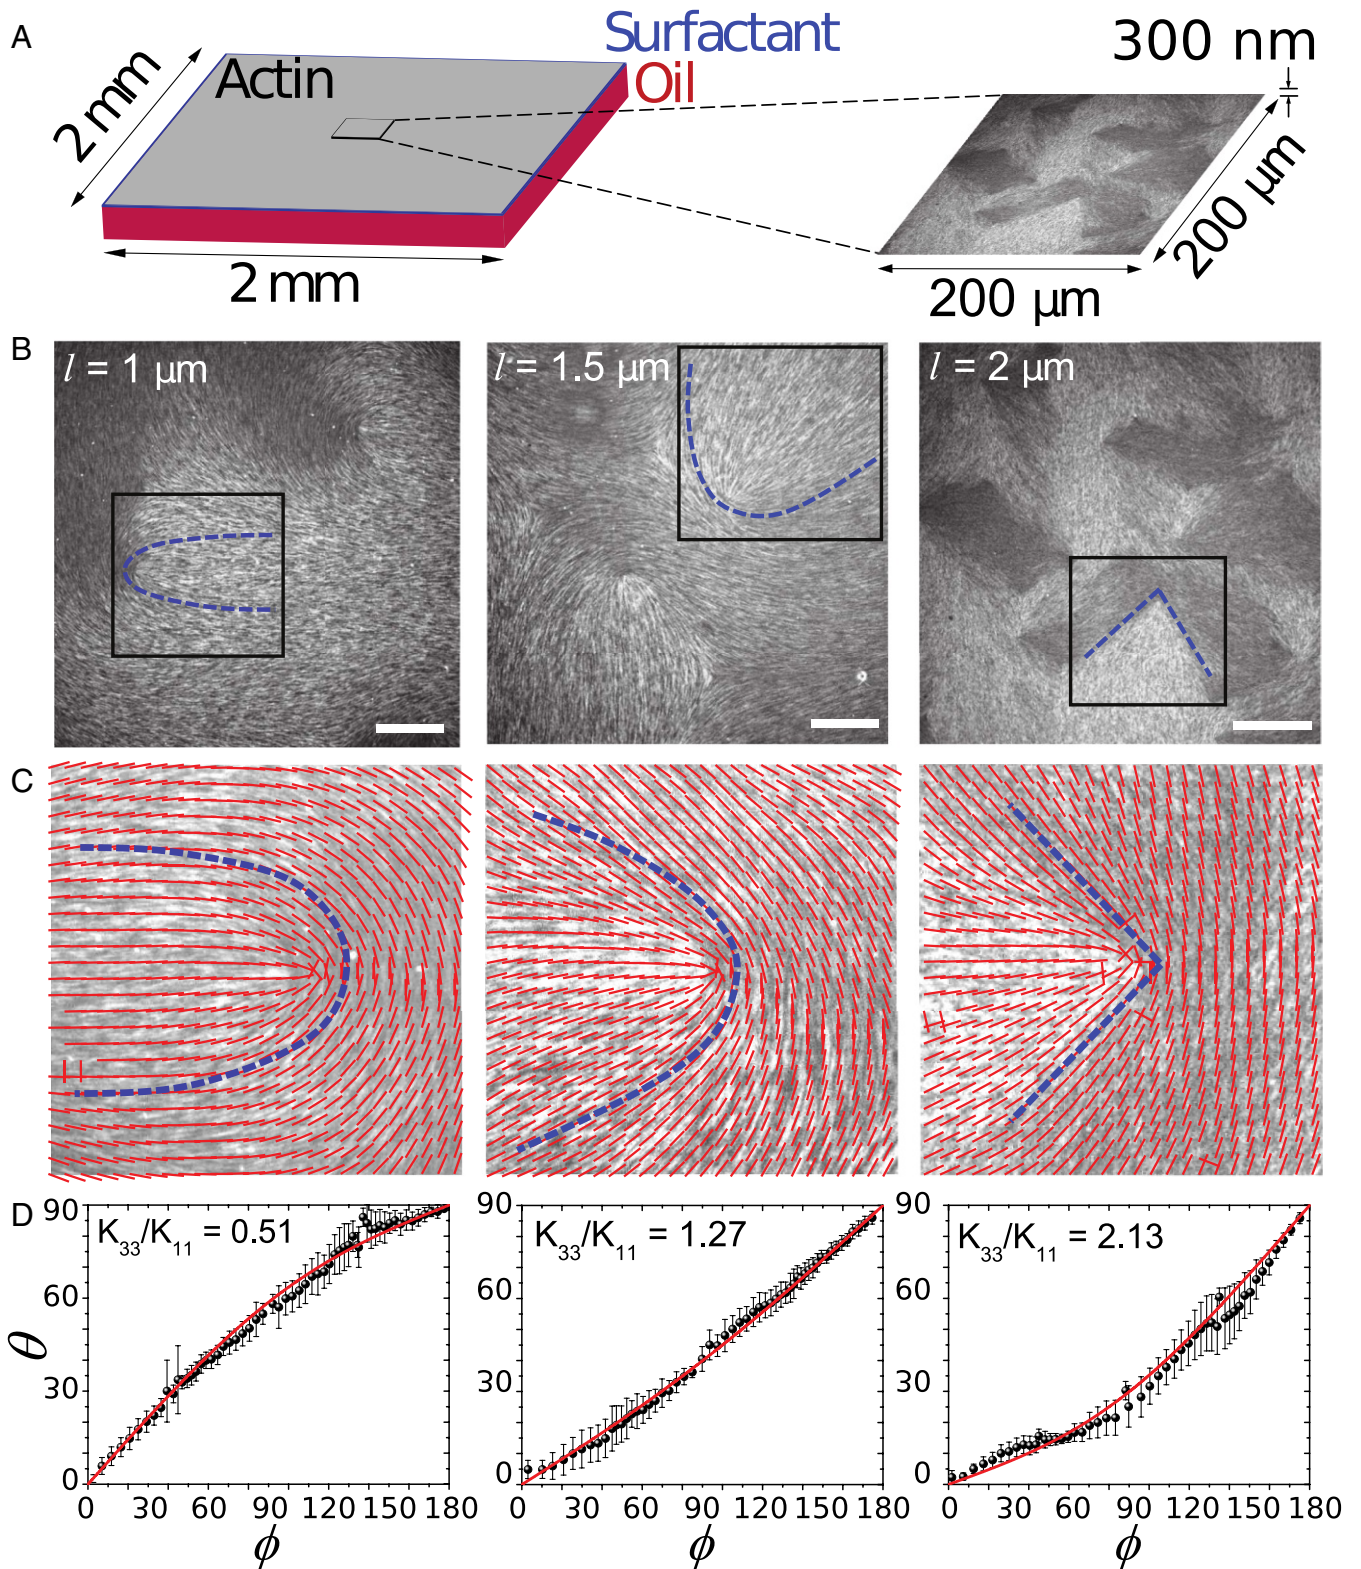 A
Surfactant
Actin
Oil
300 nm
2 mm
2 mm
200 μm
200 μm
B
l = 1 μm
l = 1.5 μm
l = 2 μm
C
D
K33/K11 = 0.51
K33/K11 = 1.27
K33/K11 = 2.13
θ
90
60
30
0
0 30 60 90 120 150 180
ϕ
90
60
30
0
0 30 60 90 120 150 180
ϕ
90
60
30
0
0 30 60 90 120 150 180
ϕ